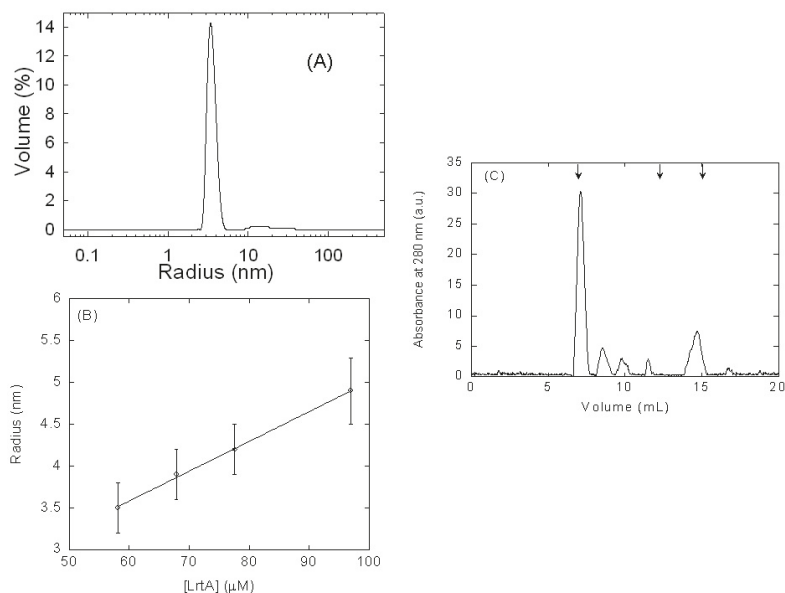 (A)
Volume (%)
14
12
10
8
6
4
2
0
0.1 1 10 100
Radius (nm)
(B)
Radius (nm)
6
5.5
5
4.5
4
3.5
3
50 60 70 80 90 100
[LrtA] (μM)
(C)
Absorbance at 280 nm (a.u.)
35
30
25
20
15
10
5
0
0 5 10 15 20
Volume (mL)